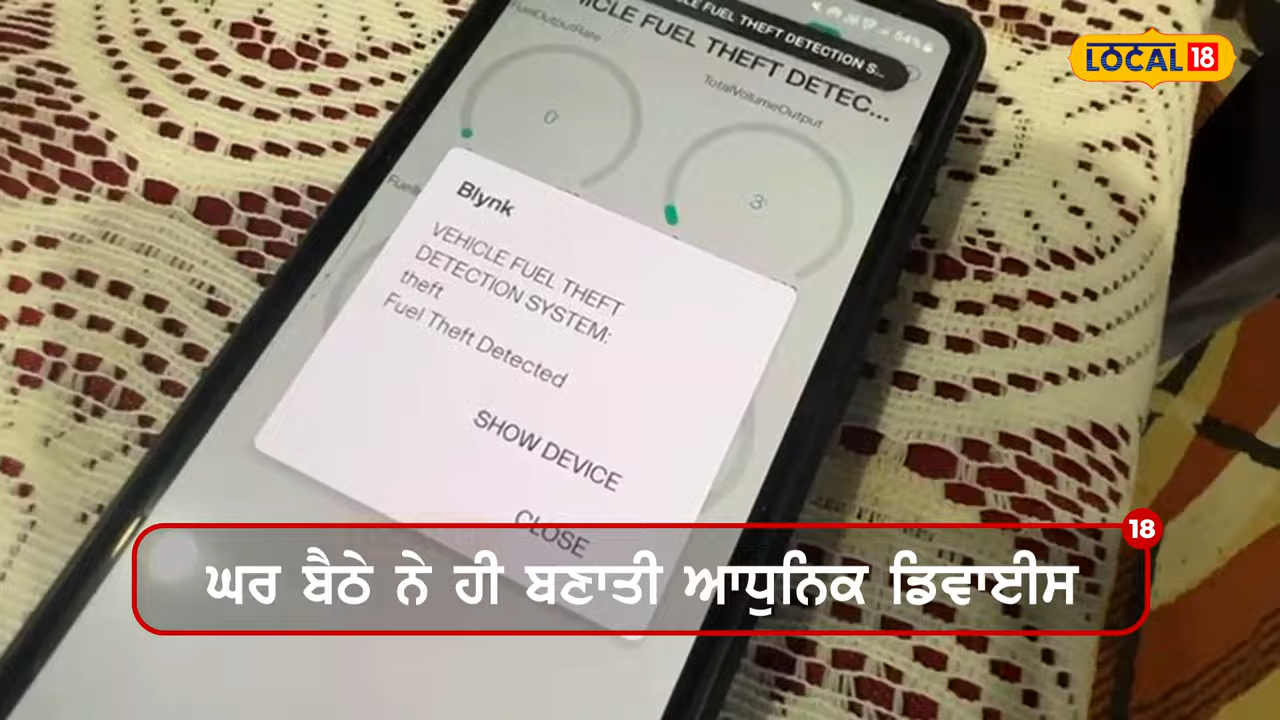 LOCAL 18
54%
VEHICLE FUEL THEFT DETECTION S...
VEHICLE FUEL THEFT DETEC...
FuelOutputRate
TotalVolumeOutput
0
3
Blynk
VEHICLE FUEL THEFT
DETECTION SYSTEM:
theft
Fuel Theft Detected
SHOW DEVICE
CLOSE
18
ਘਰ ਬੈਠੇ ਨੇ ਹੀ ਬਣਾਤੀ ਆਧੁਨਿਕ ਡਿਵਾਈਸ